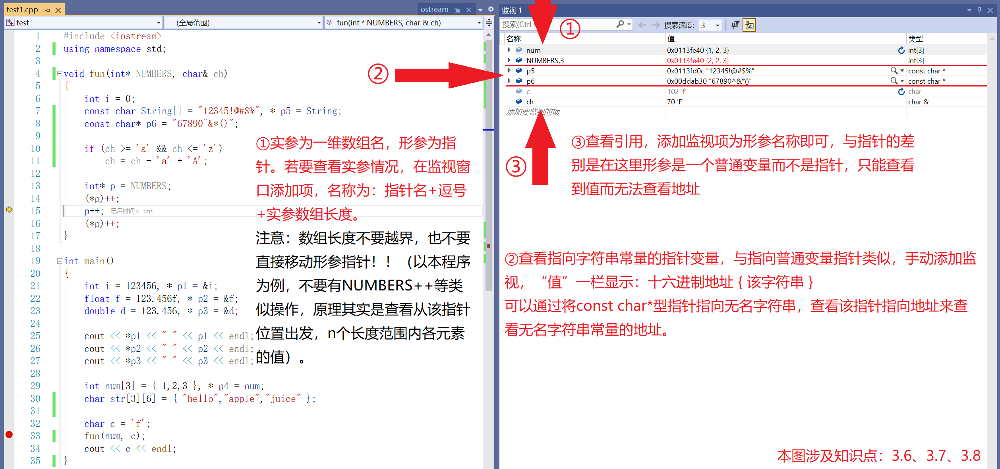 test1.cpp
ostream
test
(全局范围)
fun(int * NUMBERS, char & ch)
1 #include <iostream>
2 using namespace std;
3
4 void fun(int* NUMBERS, char& ch)
5 {
6 int i = 0;
7 const char String[] = "12345!@#$%", * p5 = String;
8 const char* p6 = "67890^&*()";
9
10 if (ch >= 'a' && ch <= 'z')
11 ch = ch - 'a' + 'A';
12
13 int* p = NUMBERS;
14 (*p)++;
15 p++; 已用时间 <= 1ms
16 (*p)++;
17 }
18
19 int main()
20 {
21 int i = 123456, * p1 = &i;
22 float f = 123.456f, * p2 = &f;
23 double d = 123.456, * p3 = &d;
24
25 cout << *p1 << " " << p1 << endl;
26 cout << *p2 << " " << p2 << endl;
27 cout << *p3 << " " << p3 << endl;
28
29 int num[3] = { 1,2,3 }, * p4 = num;
30 char str[3][6] = { "hello","apple","juice" };
31
32 char c = 'f';
33 fun(num, c);
34 cout << c << endl;
35 }
①实参为一维数组名，形参为指
针。若要查看实参情况，在监视窗
口添加项，名称为：指针名+逗号
+实参数组长度。
注意：数组长度不要越界，也不要
直接移动形参指针！！（以本程序
为例，不要有NUMBERS++等类
似操作，原理其实是查看从该指针
位置出发，n个长度范围内各元素
的值）。
②
监视 1
搜索(Ctrl+
①
搜索深度: 3
名称 值 类型
num 0x0113fe40 {1, 2, 3} int[3]
NUMBERS,3 0x0113fe40 {2, 2, 3} int[3]
p5 0x0113fd0c "12345!@#$%" const char *
p6 0x00ddab30 "67890^&*()" const char *
c 102 'f' char
ch 70 'F' char &
添加要监视的项
③
③查看引用，添加监视项为形参名称即可，与指针的差
别是在这里形参是一个普通变量而不是指针，只能查看
到值而无法查看地址
②查看指向字符串常量的指针变量，与指向普通变量指针类似，手动添加监
视，“值”一栏显示：十六进制地址 { 该字符串 }
可以通过将const char*型指针指向无名字符串，查看该指针指向地址来查
看无名字符串常量的地址。
本图涉及知识点：3.6、3.7、3.8